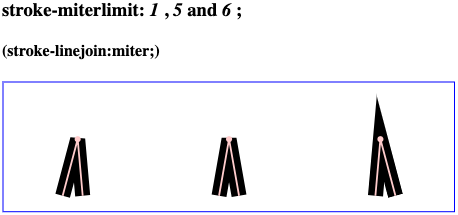 stroke-miterlimit: 1 , 5 and 6 ;
(stroke-linejoin:miter;)